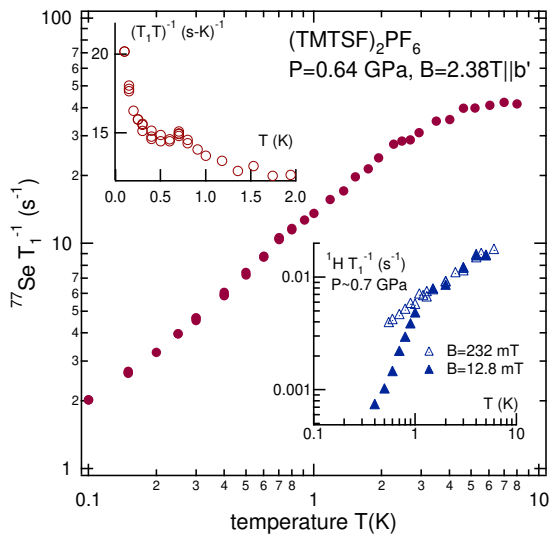 (TMTSF)₂PF₆
P=0.64 GPa, B=2.38T||b'
(T₁T)⁻¹ (s-K)⁻¹
20
15
T (K)
0.0 0.5 1.0 1.5 2.0
⁷⁷Se T₁⁻¹ (s⁻¹)
100
8
7
6
5
4
3
2
10
8
7
6
5
4
3
2
1
0.1 2 3 4 5 6 7 8 1 2 3 4 5 6 7 8 10
temperature T(K)
¹H T₁⁻¹ (s⁻¹)
P~0.7 GPa
0.01
0.001
B=232 mT
B=12.8 mT
T (K)
0.1 1 10